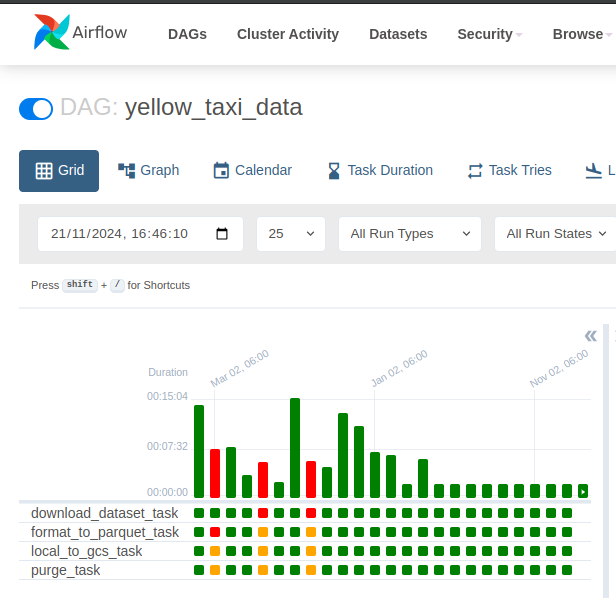 Airflow DAGs Cluster Activity Datasets Security Browse
DAG: yellow_taxi_data
Grid Graph Calendar Task Duration Task Tries L
21/11/2024, 16:46:10 25 All Run Types All Run States
Press shift + / for Shortcuts
«
Mar 02, 06:00 Jan 02, 06:00 Nov 02, 06:00
Duration
00:15:04
00:07:32
00:00:00
download_dataset_task
format_to_parquet_task
local_to_gcs_task
purge_task